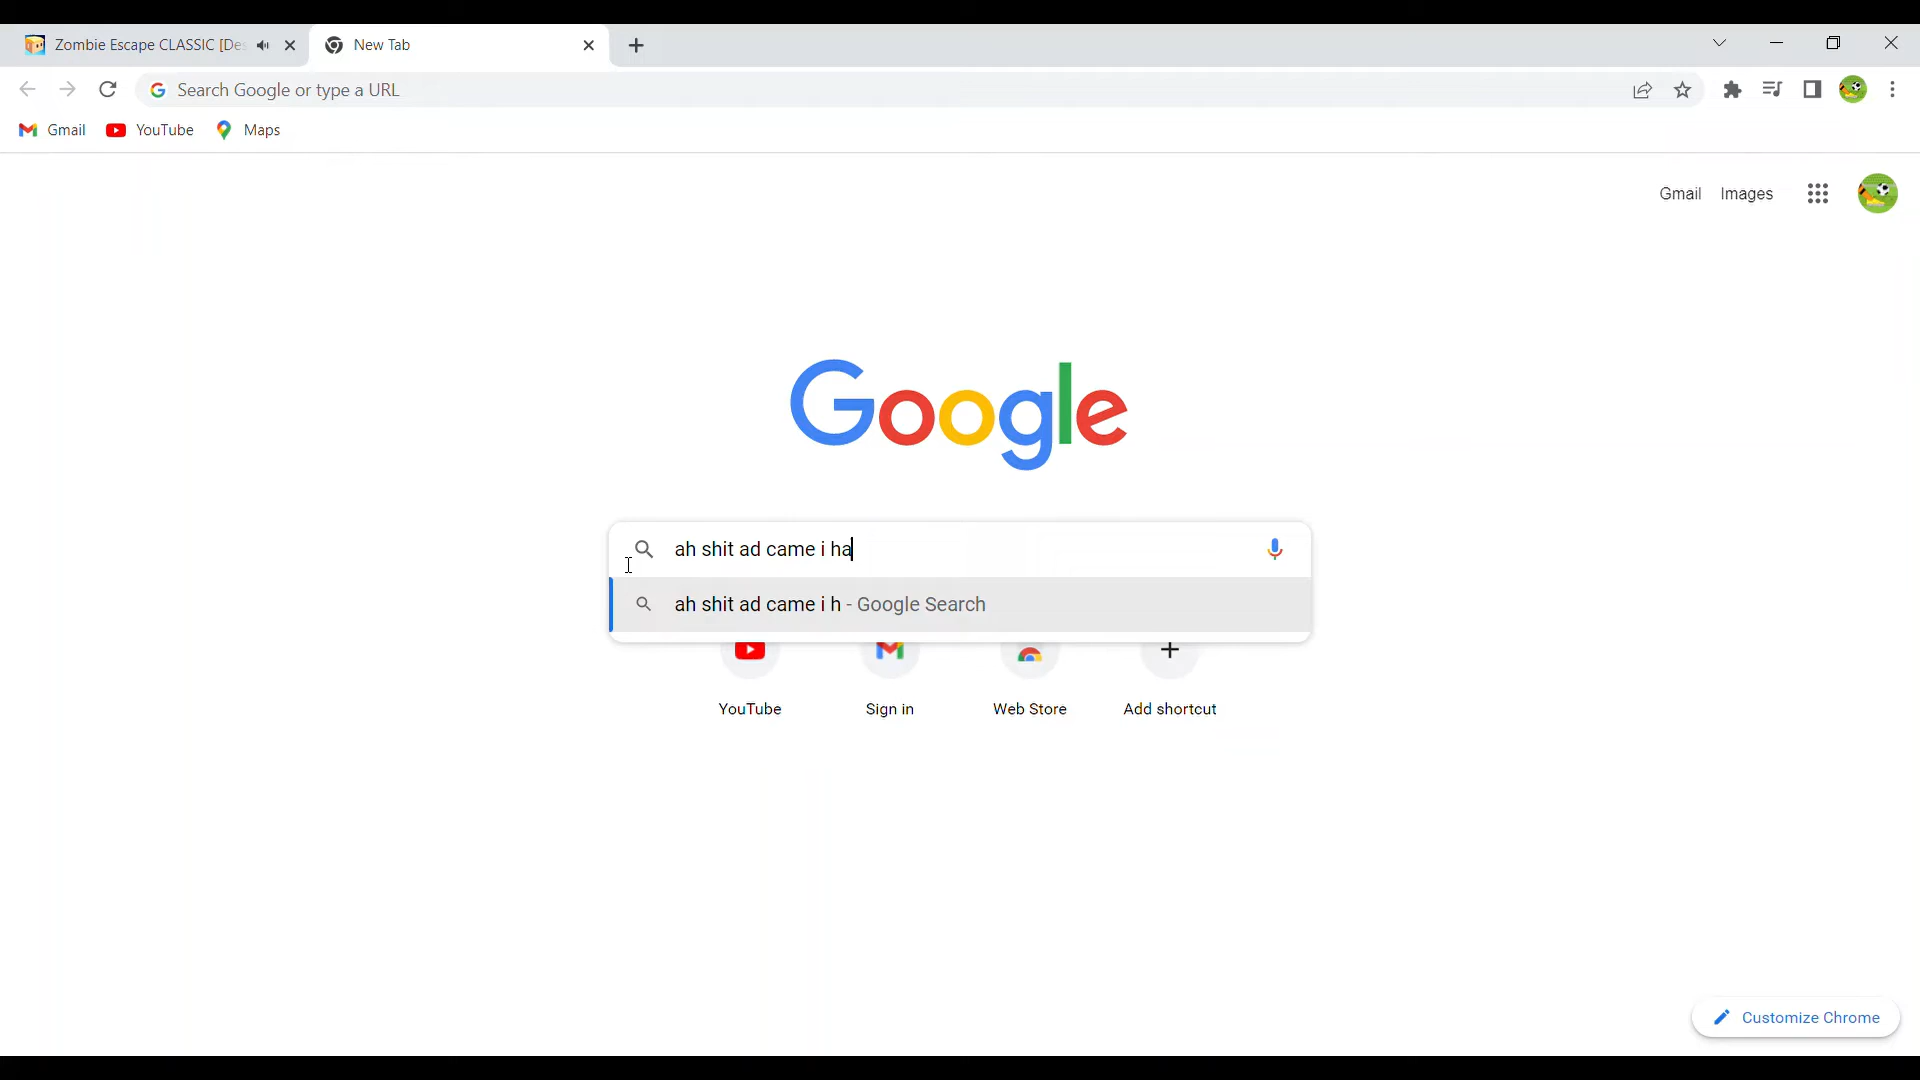 Zombie Escape CLASSIC [De
New Tab
Search Google or type a URL
Gmail
YouTube
Maps
Gmail
Images
Google
ah shit ad came i ha
ah shit ad came i h - Google Search
YouTube
Sign in
Web Store
Add shortcut
Customize Chrome